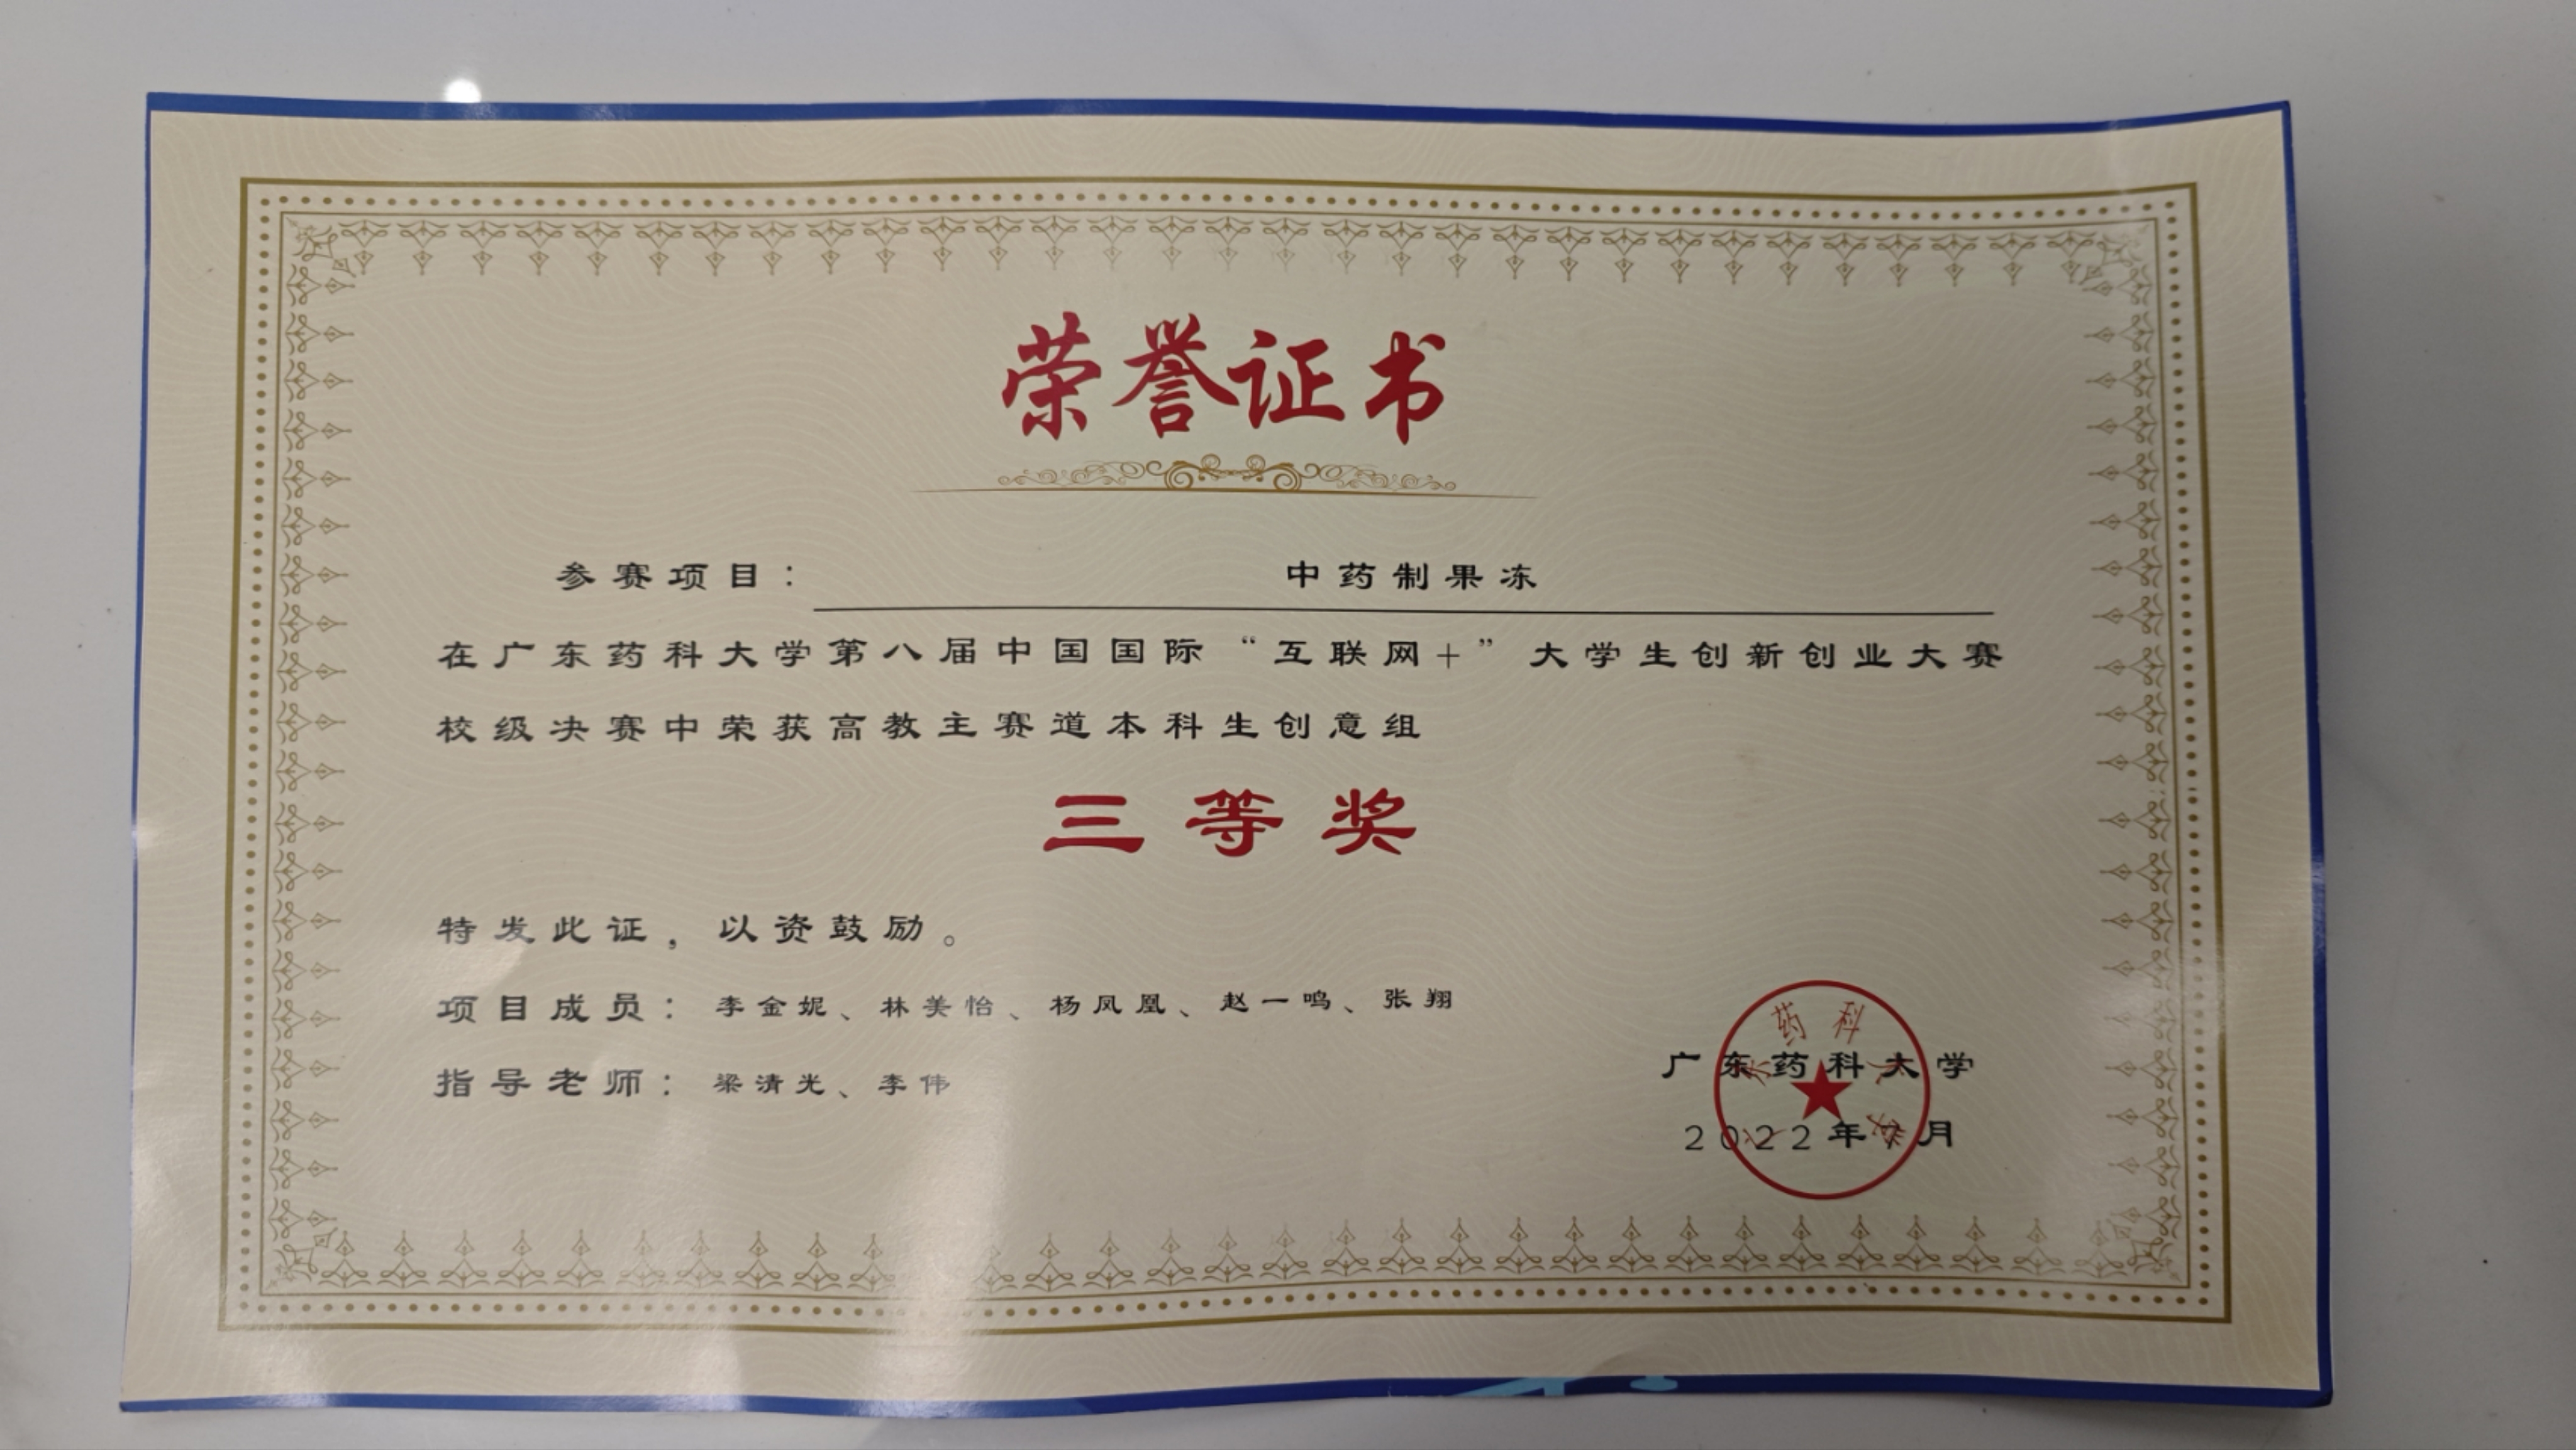 荣誉证书
参赛项目：中药制果冻
在广东药科大学第八届中国国际“互联网+”大学生创新创业大赛
校级决赛中荣获高教主赛道本科生创意组
三等奖
特发此证，以资鼓励。
项目成员：李金妮、林美怡、杨凤凰、赵一鸣、张翔
指导老师：梁清光、李伟
广东药科大学
2022年 月